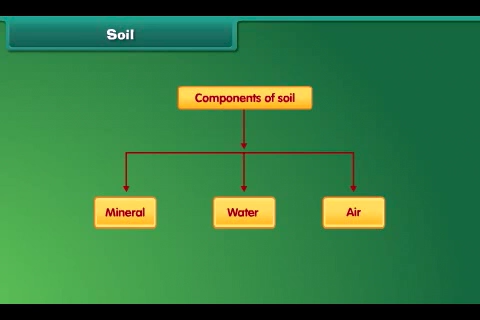 Soil
Components of soil
Mineral
Water
Air